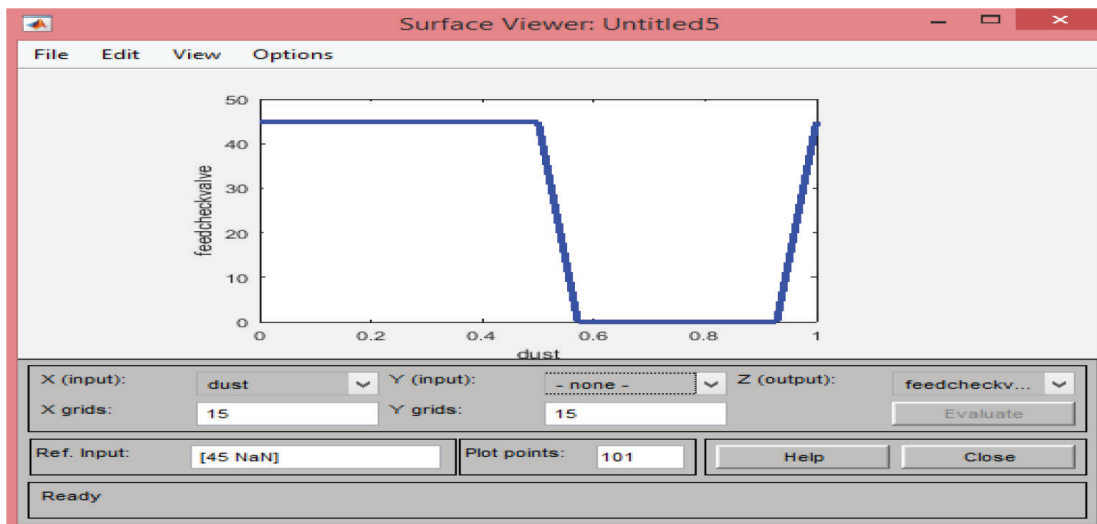 Surface Viewer: Untitled5
File Edit View Options
50
40
30
20
10
0
feedcheckvalve
0 0.2 0.4 0.6 0.8 1
dust
X (input): dust Y (input): - none - Z (output): feedcheckv...
X grids: 15 Y grids: 15 Evaluate
Ref. Input: [45 NaN] Plot points: 101 Help Close
Ready